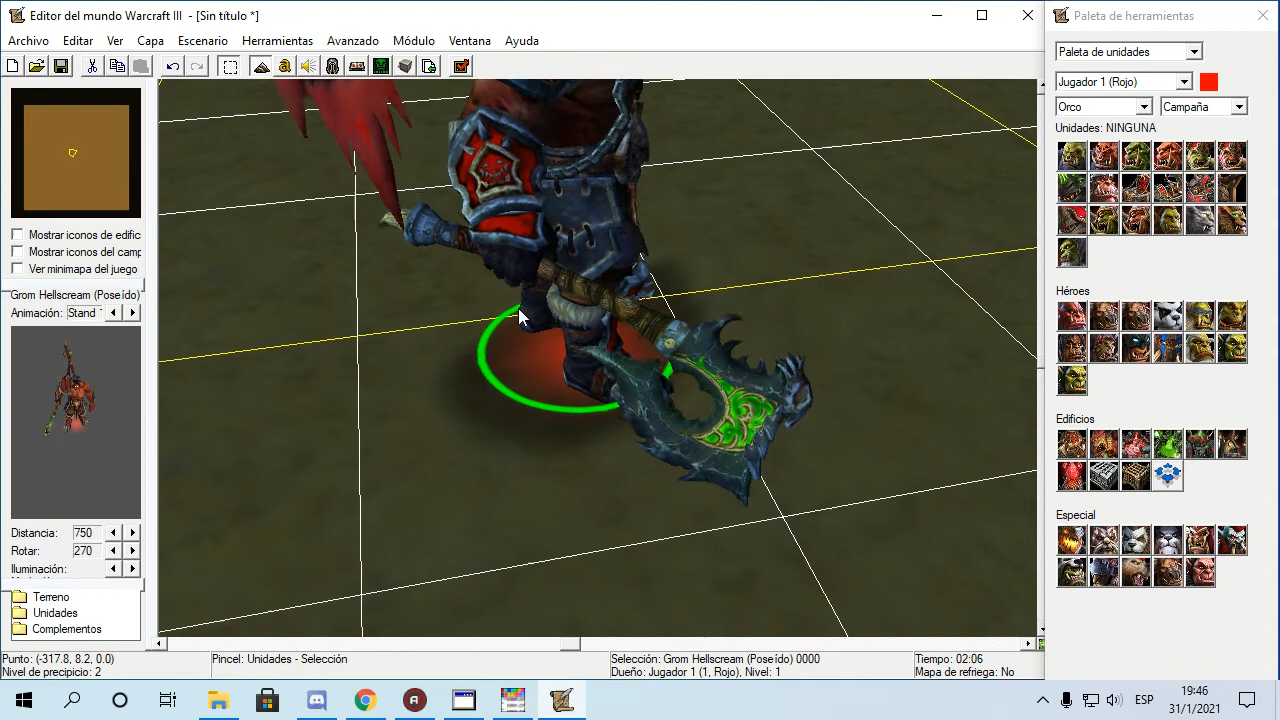 Editor del mundo Warcraft III - [Sin título *]
Archivo Editar Ver Capa Escenario Herramientas Avanzado Módulo Ventana Ayuda
Mostrar iconos de edific
Mostrar iconos del camp
Ver minimapa del juego
Grom Hellscream (Poseído)
Animación: Stand
Distancia: 750
Rotar: 270
Iluminación:
Terreno
Unidades
Complementos
Punto: (-317.8, 8.2, 0.0)
Nivel de precipicio: 2
Pincel: Unidades - Selección
Selección: Grom Hellscream (Poseído) 0000
Dueño: Jugador 1 (1, Rojo), Nivel: 1
Tiempo: 02:06
Mapa de refriega: No
Paleta de herramientas
Paleta de unidades
Jugador 1 (Rojo)
Orco Campaña
Unidades: NINGUNA
Héroes
Edificios
Especial
ESP
19:46
31/1/2021